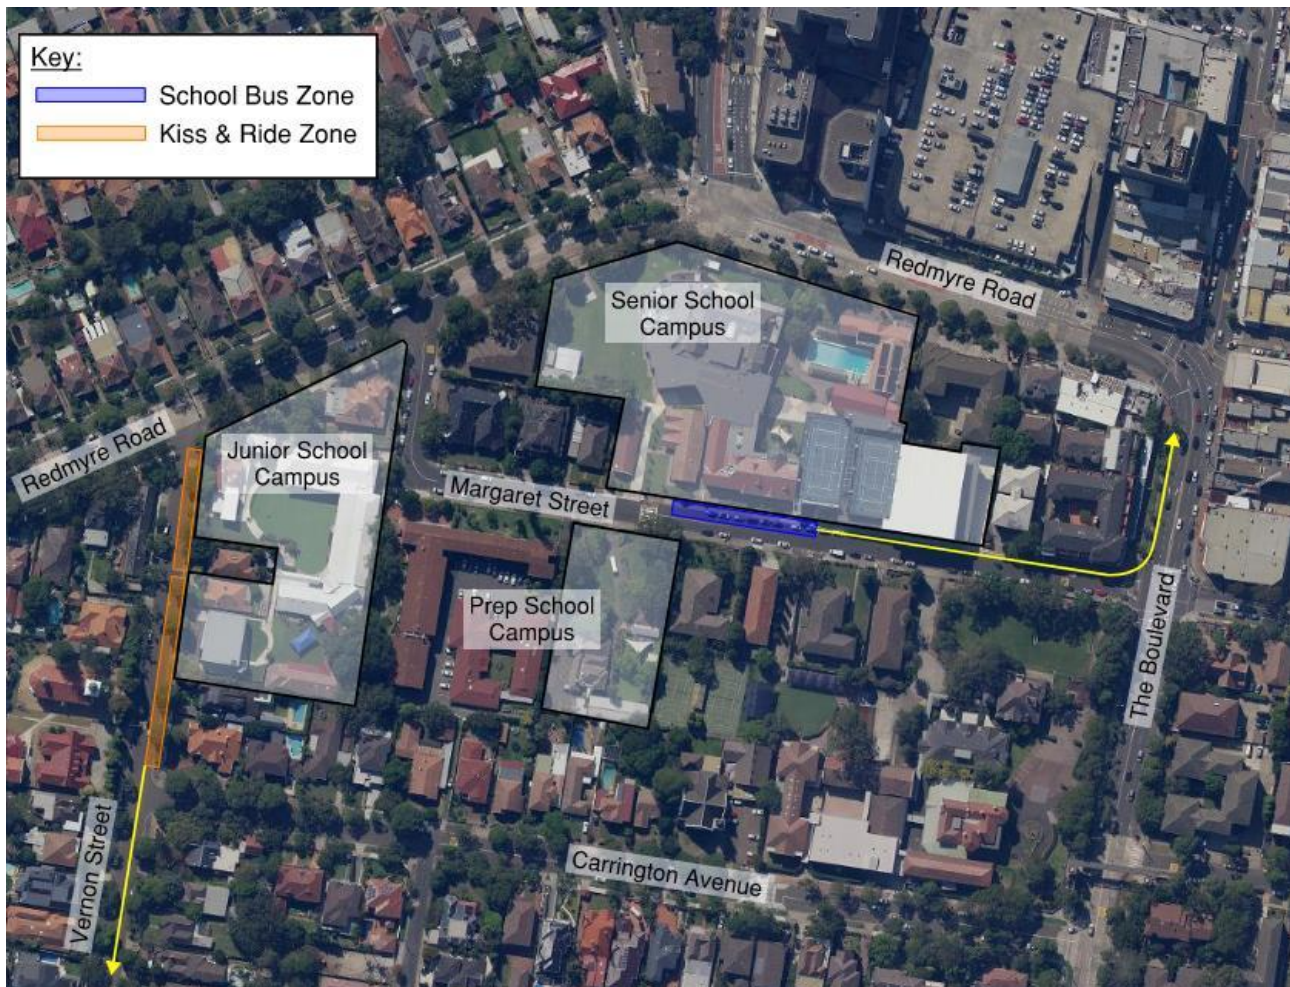 Key:
School Bus Zone
Kiss & Ride Zone
Redmyre Road
Senior School
Campus
Redmyre Road
Junior School
Campus
Margaret Street
Prep School
Campus
The Boulevard
Vernon Street
Carrington Avenue